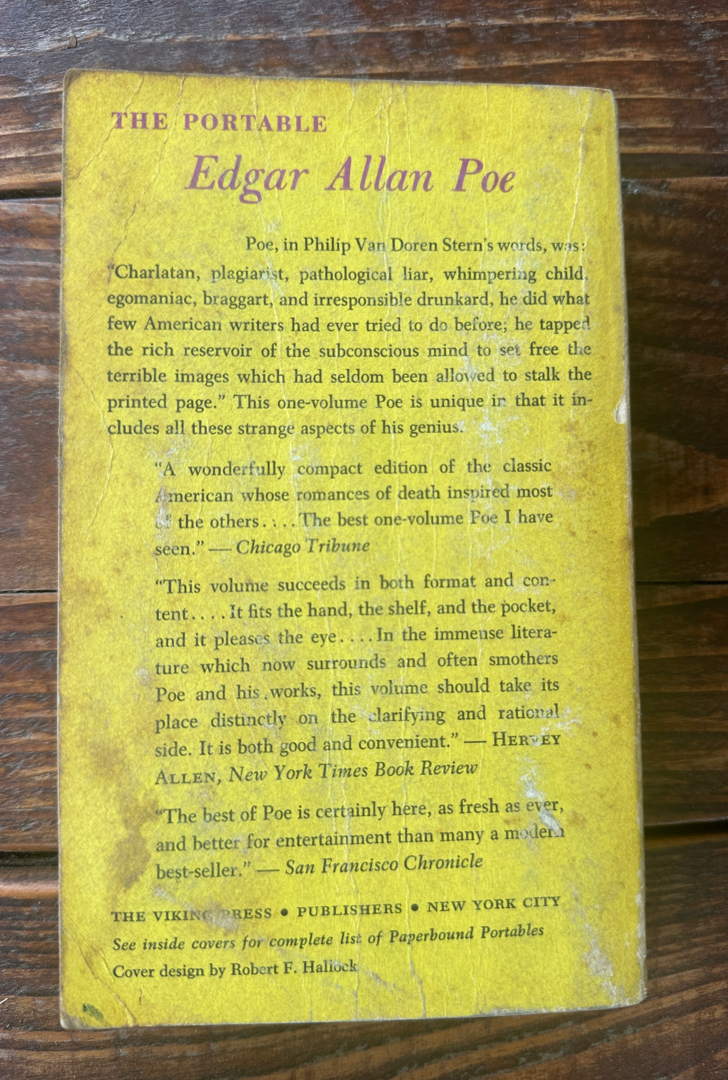 THE PORTABLE
Edgar Allan Poe
Poe, in Philip Van Doren Stern's words, was:
"Charlatan, plagiarist, pathological liar, whimpering child,
egomaniac, braggart, and irresponsible drunkard, he did what
few American writers had ever tried to do before; he tapped
the rich reservoir of the subconscious mind to set free the
terrible images which had seldom been allowed to stalk the
printed page." This one-volume Poe is unique in that it in-
cludes all these strange aspects of his genius.
"A wonderfully compact edition of the classic
American whose romances of death inspired most
of the others. . . . The best one-volume Poe I have
seen." — Chicago Tribune
"This volume succeeds in both format and con-
tent. . . . It fits the hand, the shelf, and the pocket,
and it pleases the eye. . . . In the immense litera-
ture which now surrounds and often smothers
Poe and his works, this volume should take its
place distinctly on the clarifying and rational
side. It is both good and convenient." — HERVEY
ALLEN, New York Times Book Review
"The best of Poe is certainly here, as fresh as ever,
and better for entertainment than many a modern
best-seller." — San Francisco Chronicle
THE VIKING PRESS • PUBLISHERS • NEW YORK CITY
See inside covers for complete list of Paperbound Portables
Cover design by Robert F. Hallock